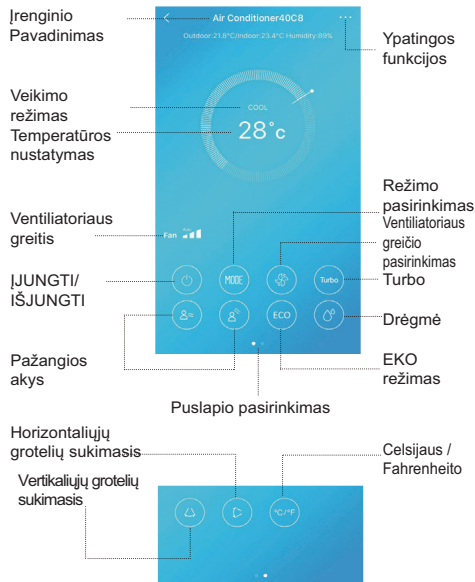 Įrenginio
Pavadinimas
Air Conditioner40C8
Outdoor:21.8°C/Indoor:23.4°C Humidity:89%
Ypatingos
funkcijos
Veikimo
režimas
Temperatūros
nustatymas
COOL
28°c
Režimo
pasirinkimas
Ventiliatoriaus
greičio
pasirinkimas
Ventiliatoriaus
greitis
Fan
Auto
ĮJUNGTI/
IŠJUNGTI
MODE
Turbo
Turbo
ECO
Drėgmė
Pažangios
akys
EKO
režimas
Puslapio pasirinkimas
Horizontaliųjų
grotelių sukimasis
Vertikaliųjų grotelių
sukimasis
Celsijaus /
Fahrenheito
°C/°F